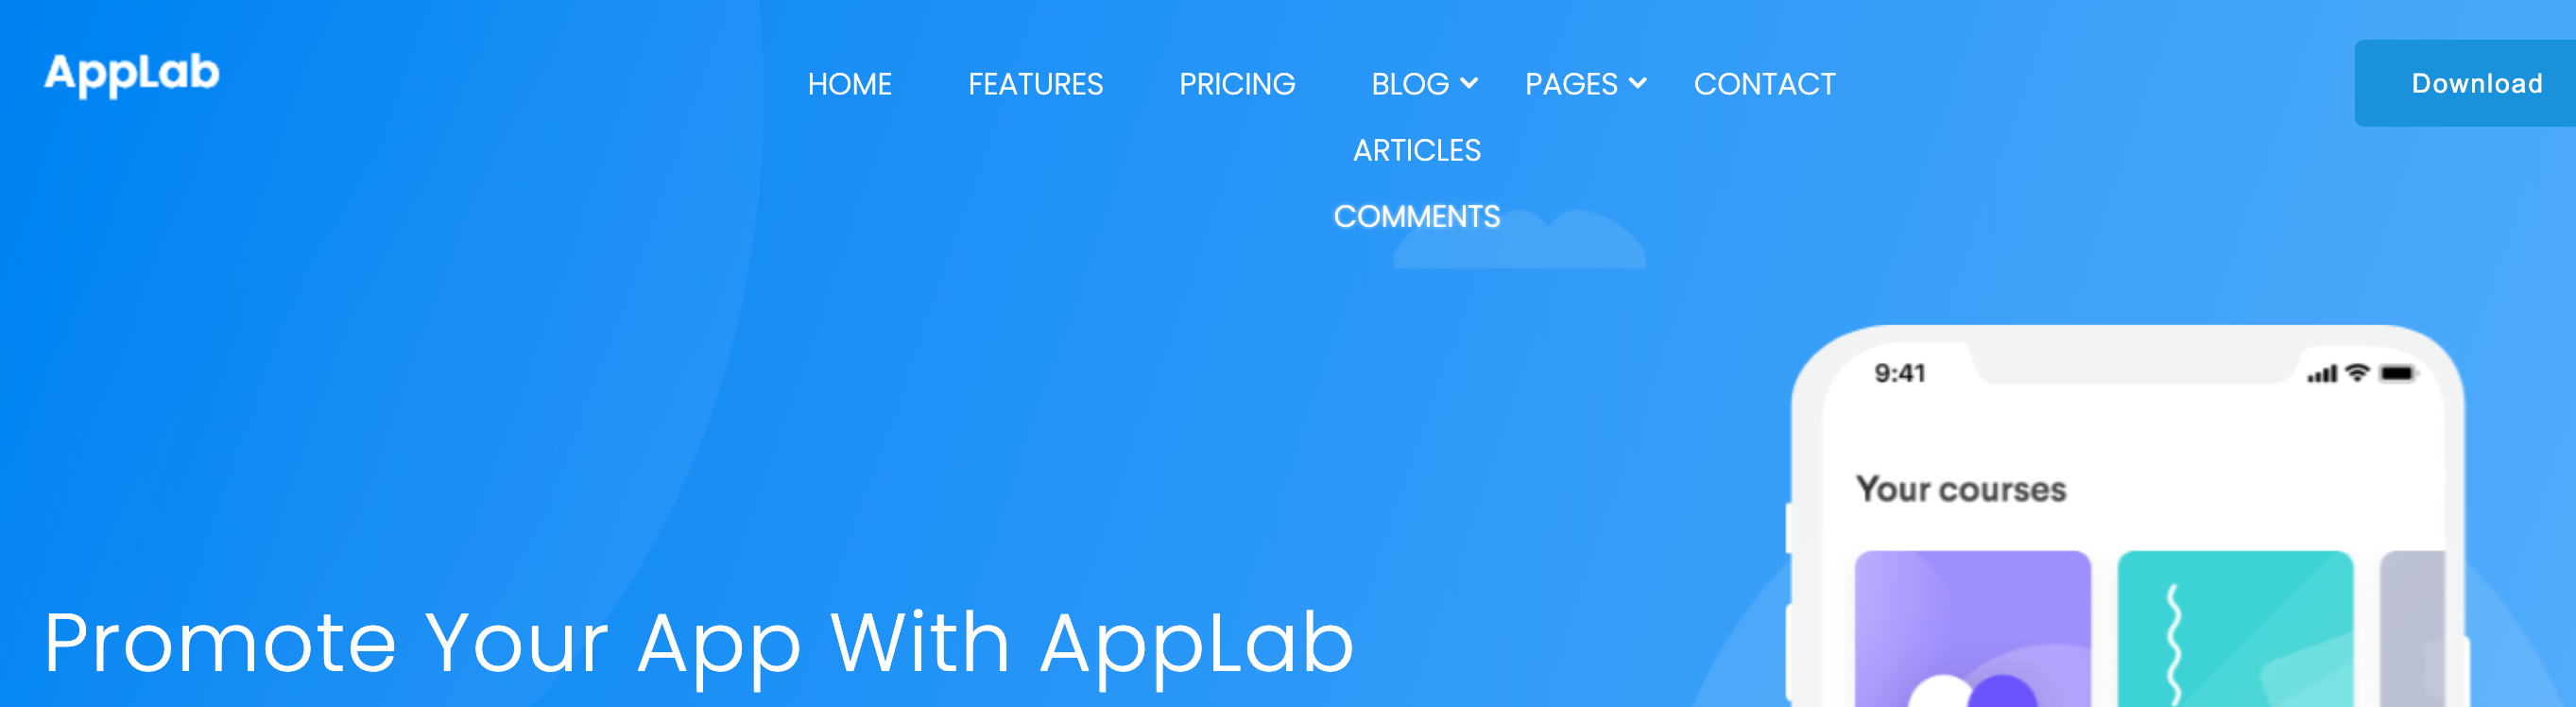 AppLab
HOME FEATURES PRICING BLOG PAGES CONTACT Download
ARTICLES
COMMENTS
9:41
Your courses
Promote Your App With AppLab